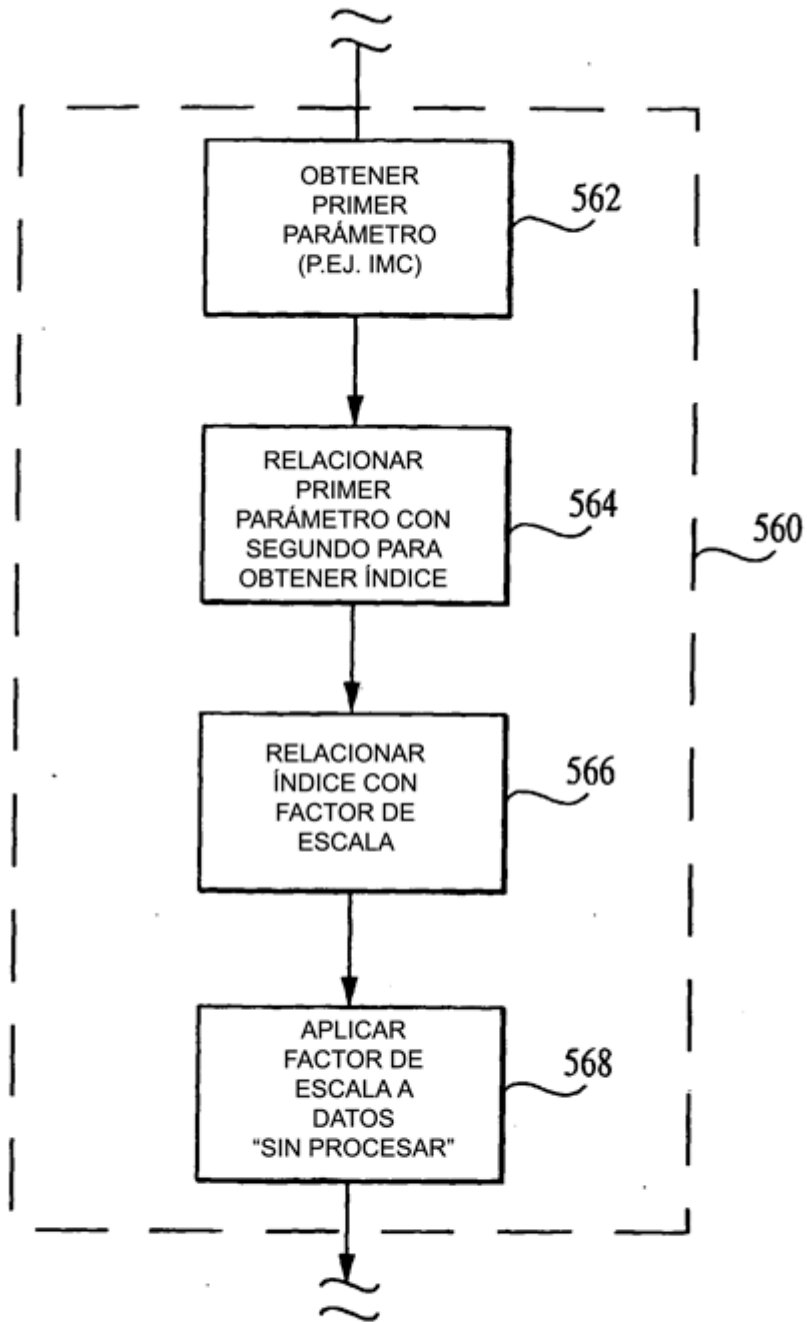 OBTENER
PRIMER
PARÁMETRO
(P.EJ. IMC)
562
RELACIONAR
PRIMER
PARÁMETRO CON
SEGUNDO PARA
OBTENER ÍNDICE
564
560
RELACIONAR
ÍNDICE CON
FACTOR DE
ESCALA
566
APLICAR
FACTOR DE
ESCALA A
DATOS
“SIN PROCESAR”
568